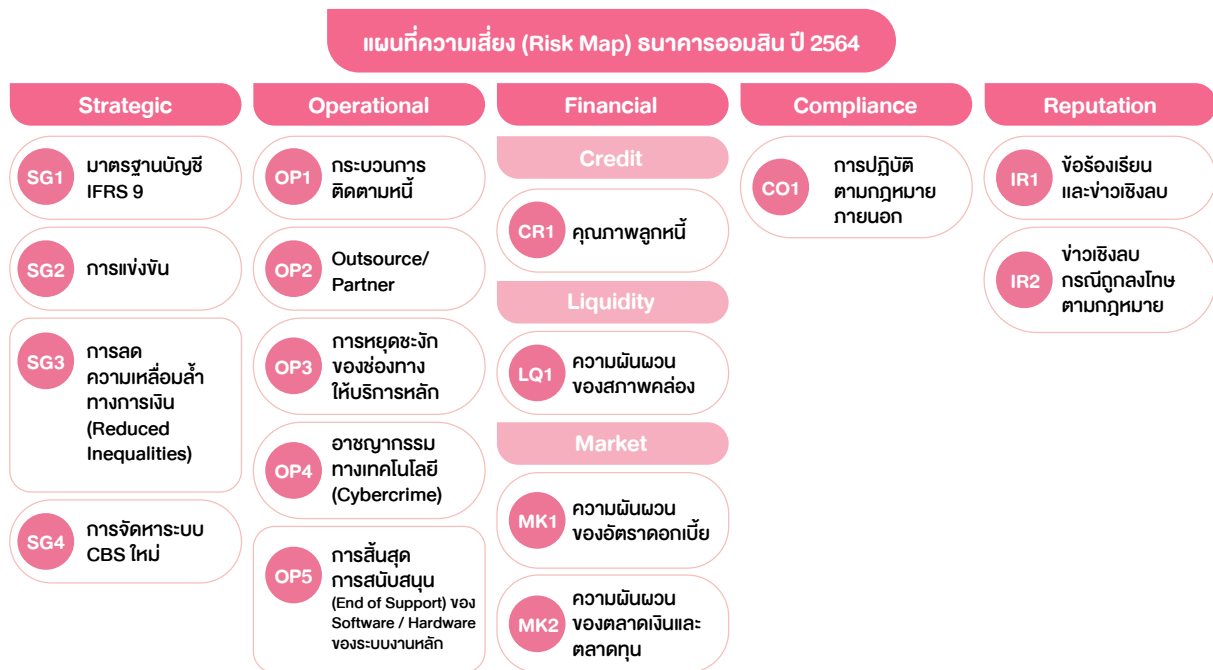 แผนที่ความเสี่ยง (Risk Map) ธนาคารออมสิน ปี 2564
Strategic
SG1
มาตรฐานบัญชี
IFRS 9
SG2
การแข่งขัน
SG3
การลด
ความเหลื่อมล้ำ
ทางการเงิน
(Reduced
Inequalities)
SG4
การจัดหาระบบ
CBS ใหม่
Operational
OP1
กระบวนการ
ติดตามหนี้
OP2
Outsource/
Partner
OP3
การหยุดชะงัก
ของช่องทาง
ให้บริการหลัก
OP4
อาชญากรรม
ทางเทคโนโลยี
(Cybercrime)
OP5
การสิ้นสุด
การสนับสนุน
(End of Support) ของ
Software / Hardware
ของระบบงานหลัก
Financial
Credit
CR1
คุณภาพลูกหนี้
Liquidity
LQ1
ความผันผวน
ของสภาพคล่อง
Market
MK1
ความผันผวน
ของอัตราดอกเบี้ย
MK2
ความผันผวน
ของตลาดเงินและ
ตลาดทุน
Compliance
CO1
การปฏิบัติ
ตามกฎหมาย
ภายนอก
Reputation
IR1
ข้อร้องเรียน
และข่าวเชิงลบ
IR2
ข่าวเชิงลบ
กรณีถูกลงโทษ
ตามกฎหมาย